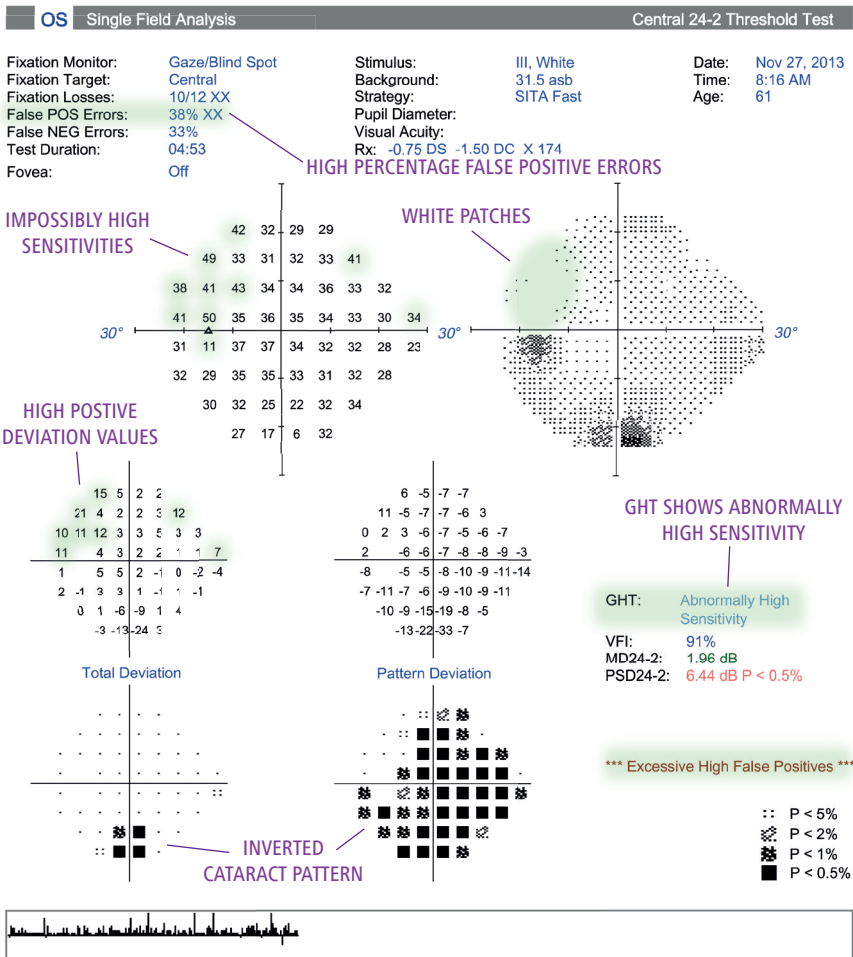 OS Single Field Analysis Central 24-2 Threshold Test
Fixation Monitor: Gaze/Blind Spot Stimulus: III, White Date: Nov 27, 2013
Fixation Target: Central Background: 31.5 asb Time: 8:16 AM
Fixation Losses: 10/12 XX Strategy: SITA Fast Age: 61
False POS Errors: 38% XX Pupil Diameter:
False NEG Errors: 33% Visual Acuity:
Test Duration: 04:53 Rx: -0.75 DS -1.50 DC X 174
Fovea: Off
HIGH PERCENTAGE FALSE POSITIVE ERRORS
IMPOSSIBLY HIGH
SENSITIVITIES
WHITE PATCHES
42 32 29 29
49 33 31 32 33 41
38 41 43 34 34 36 33 32
41 50 35 36 35 34 33 30 34
30° 30° 30°
31 11 37 37 34 32 32 28 23
32 29 35 35 33 31 32 28
30 32 25 22 32 34
27 17 6 32
HIGH POSTIVE
DEVIATION VALUES
15 5 2 2
21 4 2 2 3 12
10 11 12 3 3 5 3 3
11 4 3 2 2 1 1 7
1 5 5 2 -1 0 -2 -4
2 -1 3 3 1 -1 1 -1
0 1 -6 -9 1 4
-3 -13 -24 3
Total Deviation
6 -5 -7 -7
11 -5 -7 -7 -6 3
0 2 3 -6 -7 -5 -6 -7
2 -6 -6 -7 -8 -8 -9 -3
-8 -5 -5 -8 -10 -9 -11 -14
-7 -11 -7 -6 -9 -10 -9 -11
-10 -9 -15 -19 -8 -5
-13 -22 -33 -7
Pattern Deviation
GHT SHOWS ABNORMALLY
HIGH SENSITIVITY
GHT: Abnormally High
Sensitivity
VFI: 91%
MD24-2: 1.96 dB
PSD24-2: 6.44 dB P < 0.5%
*** Excessive High False Positives ***
INVERTED
CATARACT PATTERN
P < 5%
P < 2%
P < 1%
P < 0.5%